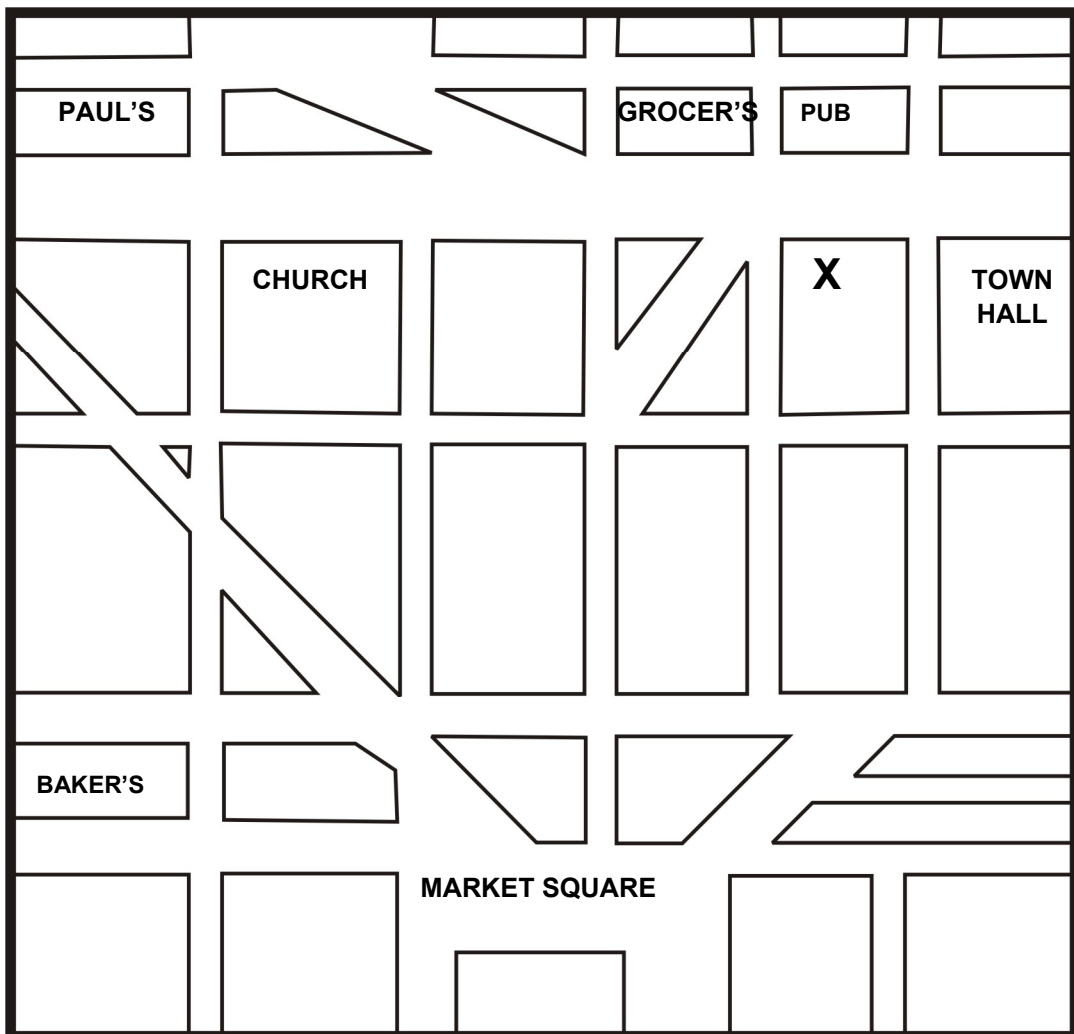 PAUL'S
GROCER'S
PUB
CHURCH
X
TOWN
HALL
BAKER'S
MARKET SQUARE